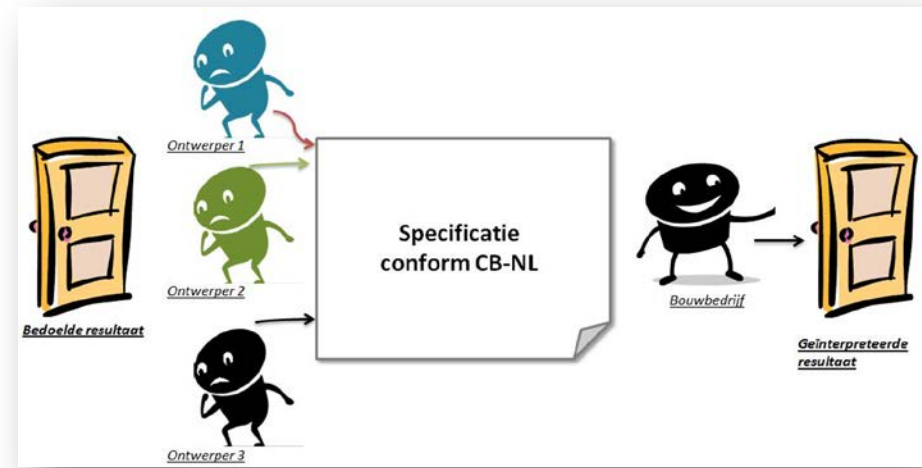 Ontwerper 1
Specificatie
conform CB-NL
Ontwerper 2
Bouwbedrijf
Bedoelde resultaat
Geïnterpreteerde
resultaat
Ontwerper 3